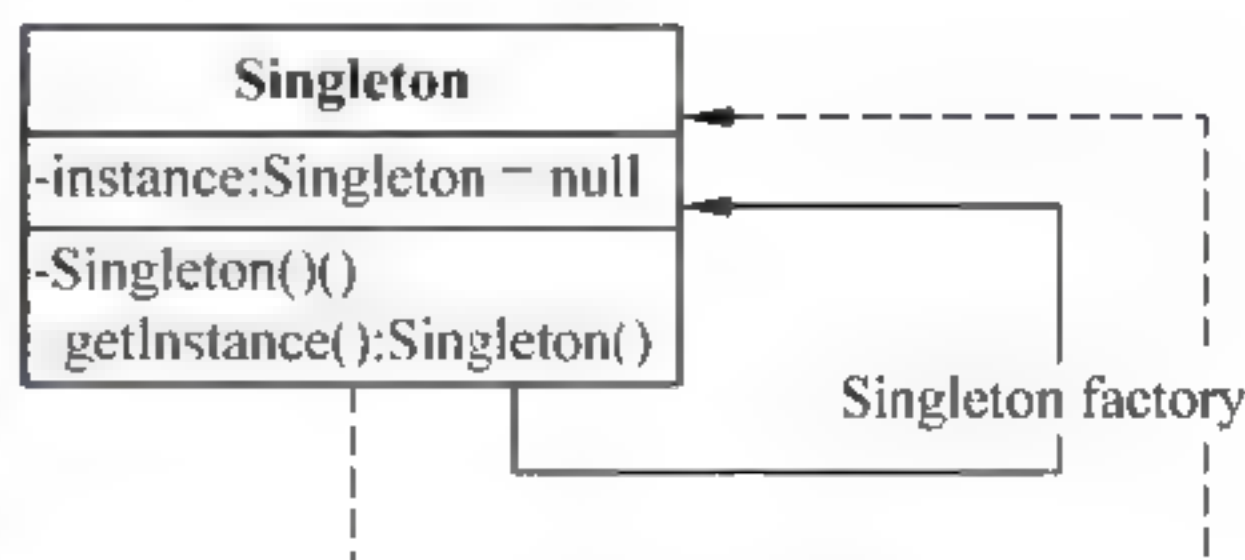 Singleton
-instance:Singleton = null
-Singleton()()
getInstance():Singleton()
Singleton factory